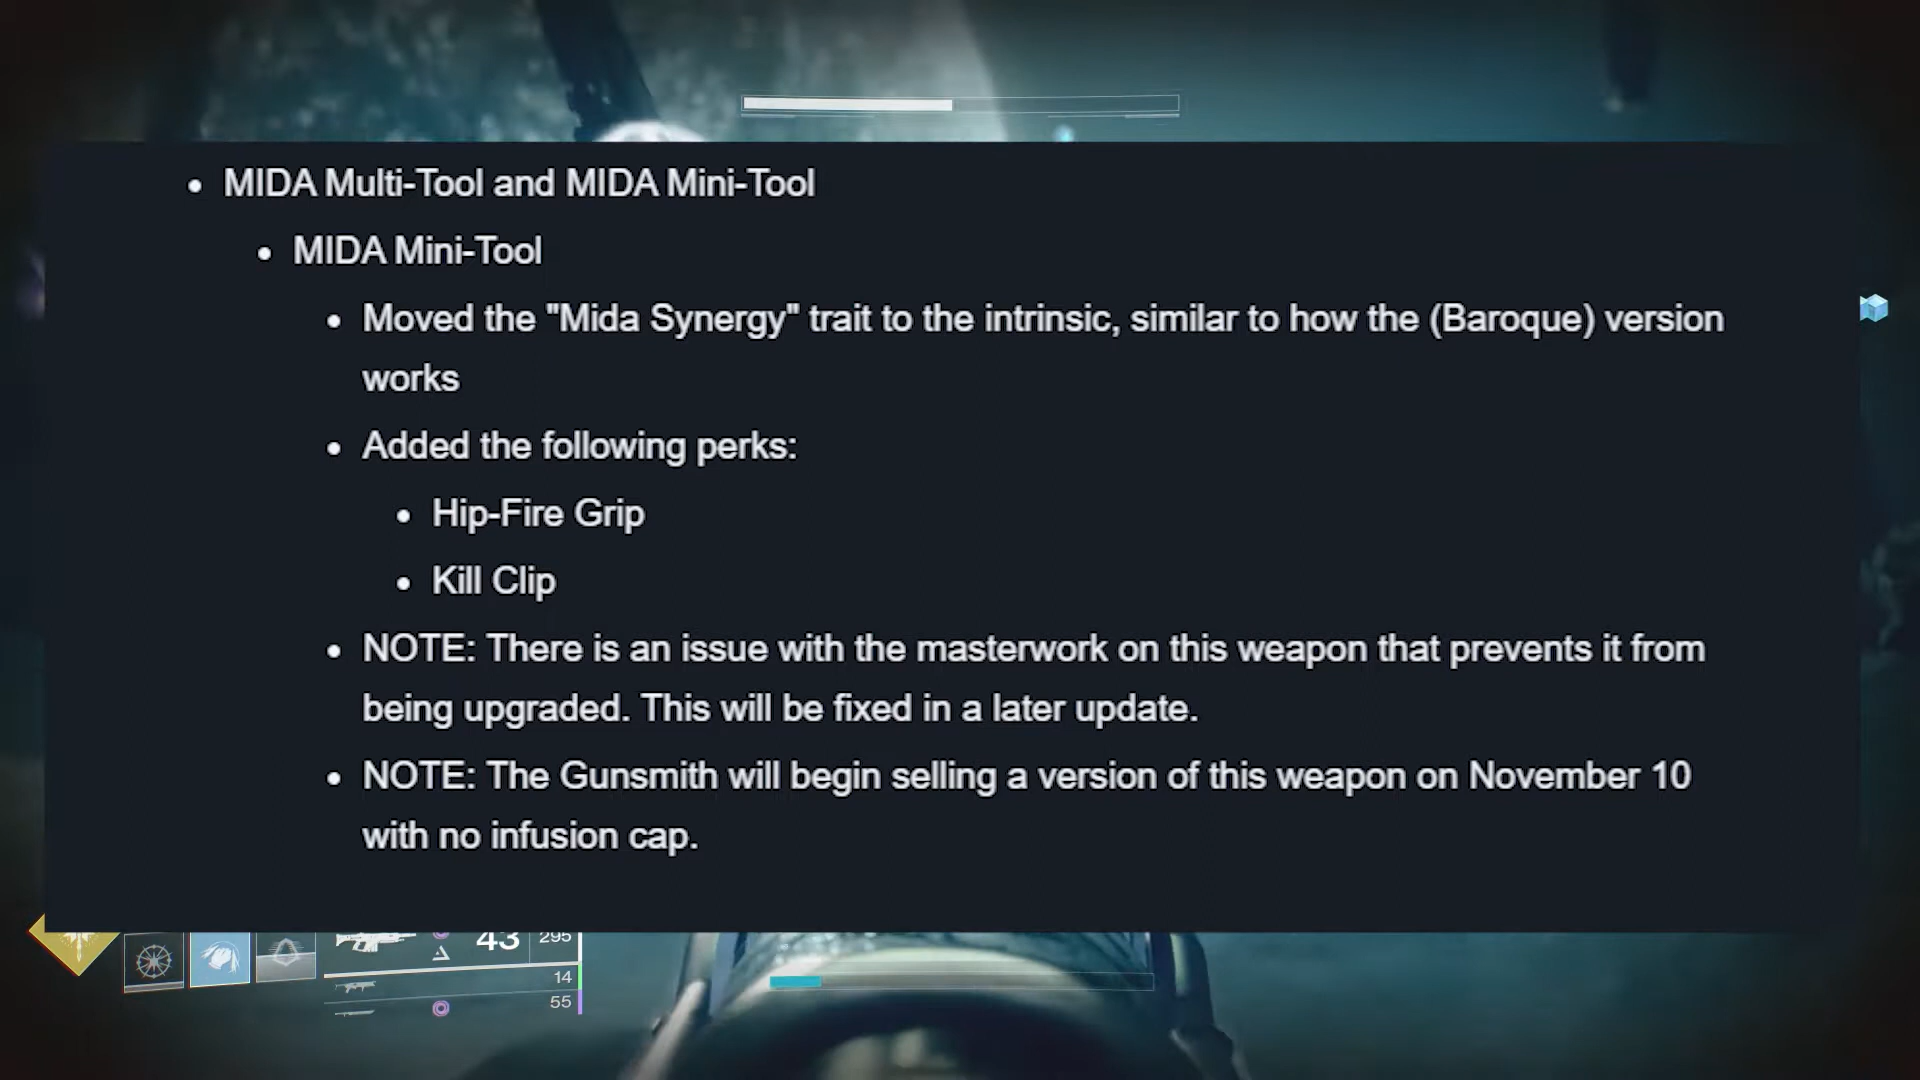 MIDA Multi-Tool and MIDA Mini-Tool
MIDA Mini-Tool
Moved the "Mida Synergy" trait to the intrinsic, similar to how the (Baroque) version
works
Added the following perks:
Hip-Fire Grip
Kill Clip
NOTE: There is an issue with the masterwork on this weapon that prevents it from
being upgraded. This will be fixed in a later update.
NOTE: The Gunsmith will begin selling a version of this weapon on November 10
with no infusion cap.
43 295
14
55